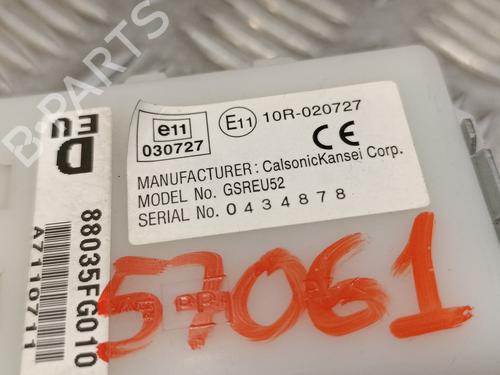 e11
030727
E11 10R-020727
CE
MANUFACTURER: CalsonicKansei Corp.
MODEL No. GSREU52
SERIAL No. 0434878
88035FG010
A7110711
57061
B-PARTS